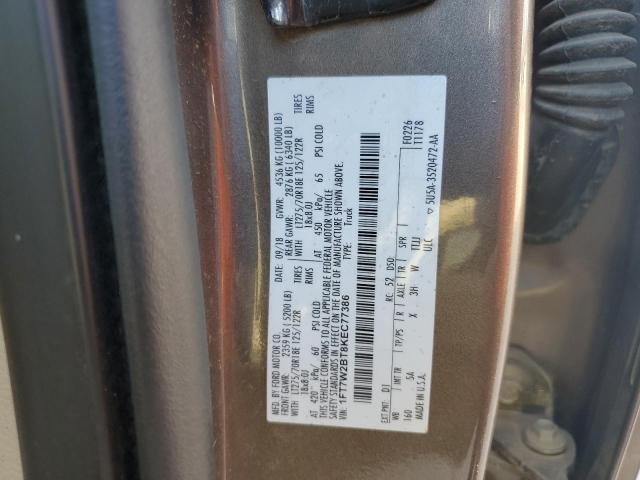 MFD. BY FORD MOTOR CO.
DATE: 09/18 GVWR: 4536 KG (10000 LB)
FRONT GAWR: 2359 KG (5200 LB) REAR GAWR: 2876 KG (6340 LB)
WITH LT275/70R18E 125/122R TIRES WITH LT275/70R18E 125/122R TIRES
18x8.0J RIMS 18x8.0J RIMS
AT 420 kPa/ 60 PSI COLD AT 450 kPa/ 65 PSI COLD
THIS VEHICLE CONFORMS TO ALL APPLICABLE FEDERAL MOTOR VEHICLE
SAFETY STANDARDS IN EFFECT ON THE DATE OF MANUFACTURE SHOWN ABOVE.
VIN: 1FT7W2BT8KEC77386 TYPE: Truck
F0226
T1178
EXT PNT: D1 RC: 52 DSO:
WB INT TR TP/PS R AXLE TR SPR
160 L 5A X 3H W TTJJ
MADE IN U.S.A. ULC
5U5A-3520472-AA